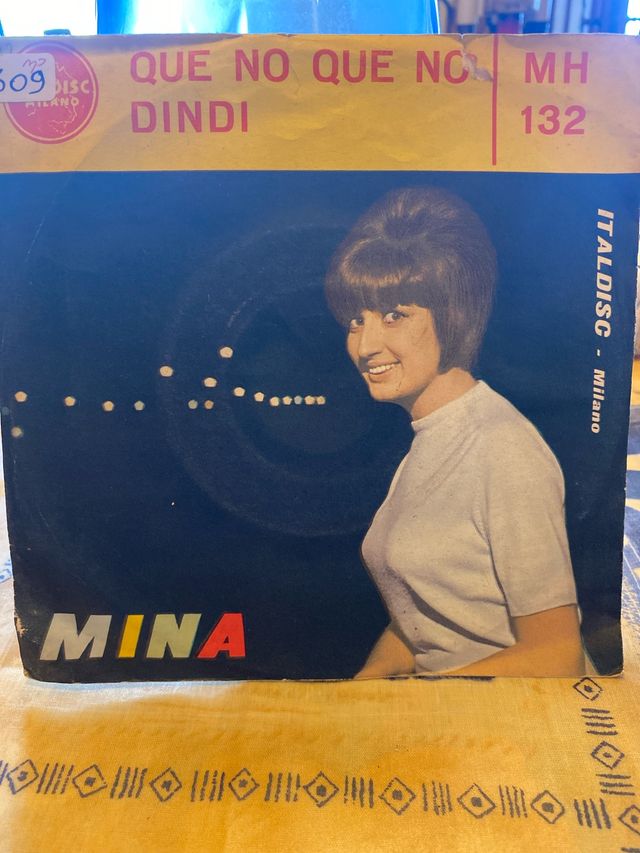 609
DISC
MILANO
QUE NO QUE NO
DINDI
MH
132
ITALDISC - Milano
MINA